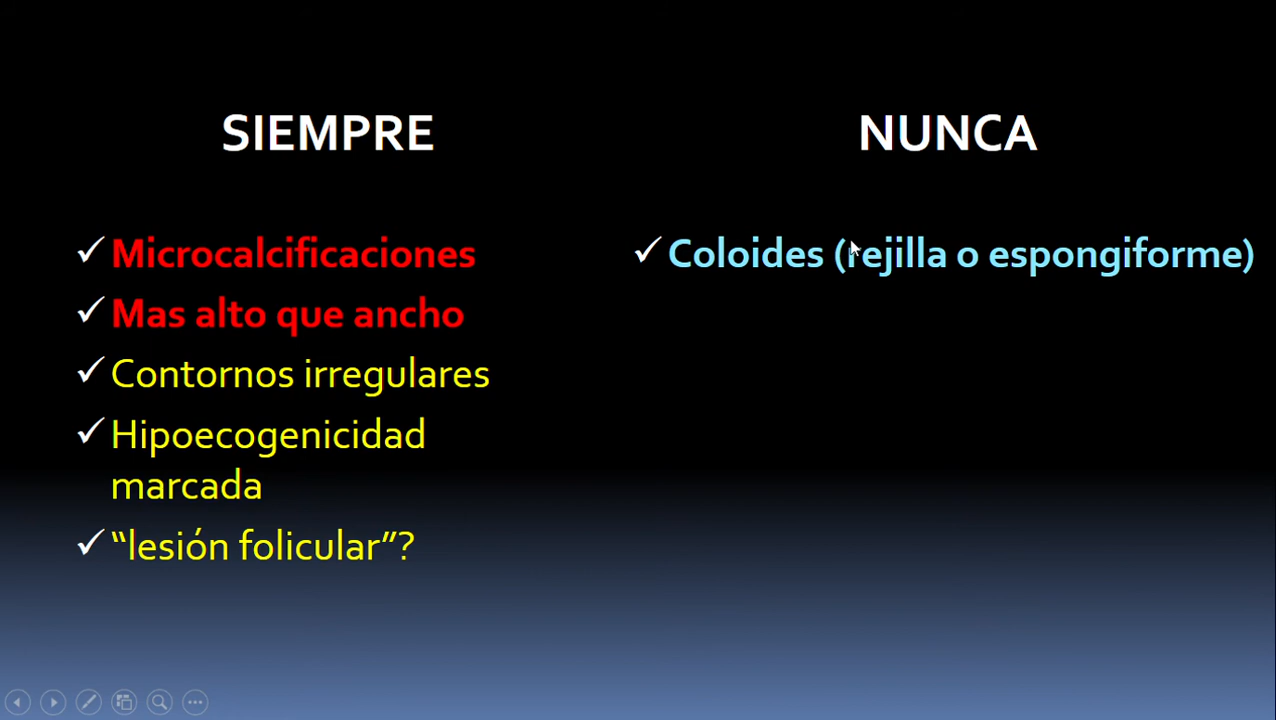 SIEMPRE
Microcalcificaciones
Mas alto que ancho
Contornos irregulares
Hipoecogenicidad
marcada
“lesión folicular”?
NUNCA
Coloides (rejilla o espongiforme)